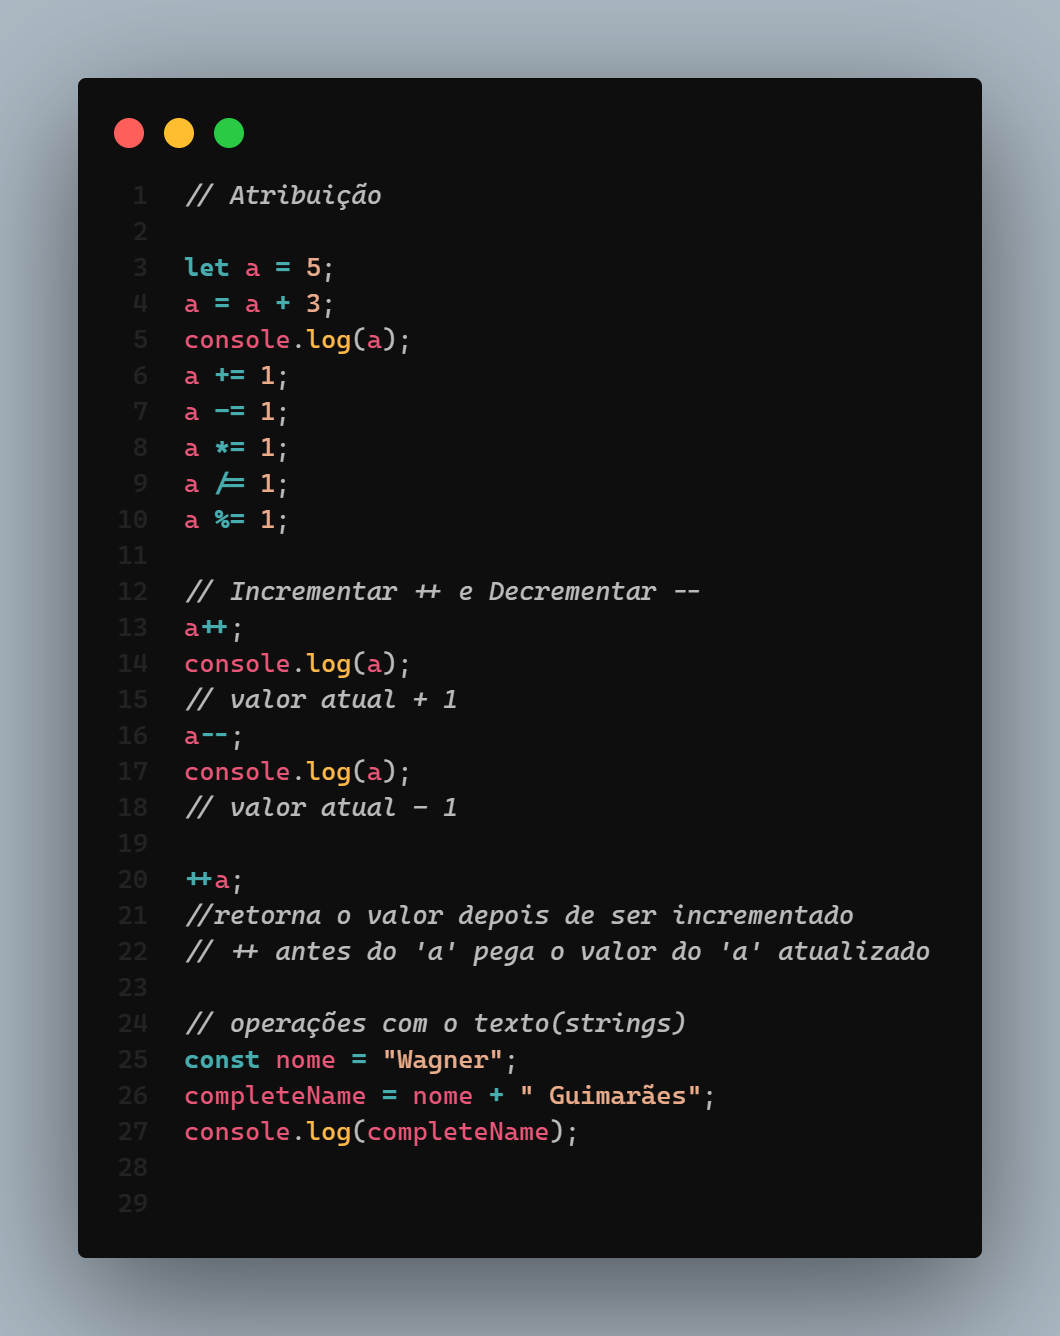 1 // Atribuição
2
3 let a = 5;
4 a = a + 3;
5 console.log(a);
6 a += 1;
7 a -= 1;
8 a *= 1;
9 a /= 1;
10 a %= 1;
11
12 // Incrementar ++ e Decrementar --
13 a++;
14 console.log(a);
15 // valor atual + 1
16 a--;
17 console.log(a);
18 // valor atual - 1
19
20 ++a;
21 //retorna o valor depois de ser incrementado
22 // ++ antes do 'a' pega o valor do 'a' atualizado
23
24 // operações com o texto(strings)
25 const nome = "Wagner";
26 completeName = nome + " Guimarães";
27 console.log(completeName);
28
29